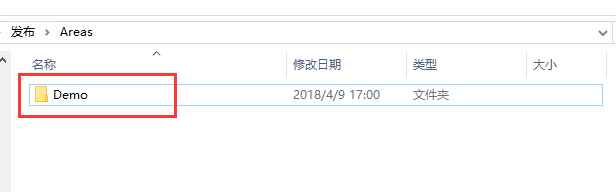 发布 > Areas
名称 修改日期 类型 大小
Demo 2018/4/9 17:00 文件夹